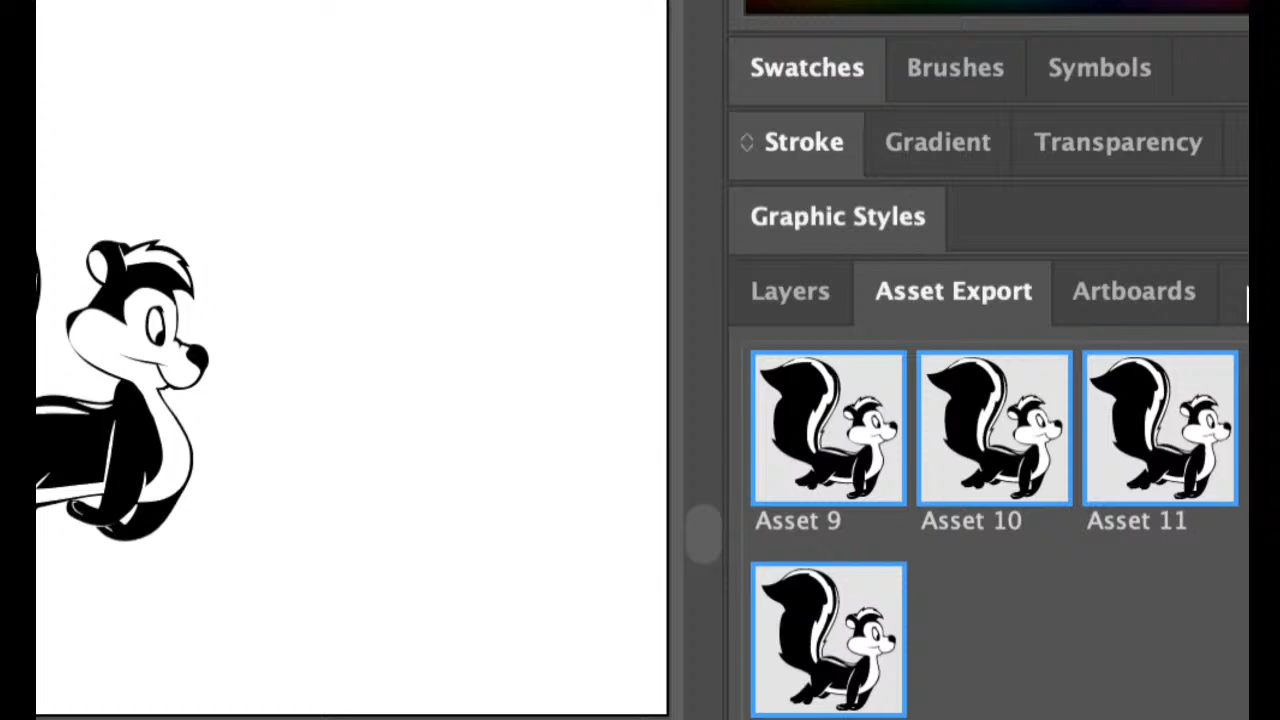 Swatches Brushes Symbols
Stroke Gradient Transparency
Graphic Styles
Layers Asset Export Artboards
Asset 9 Asset 10 Asset 11